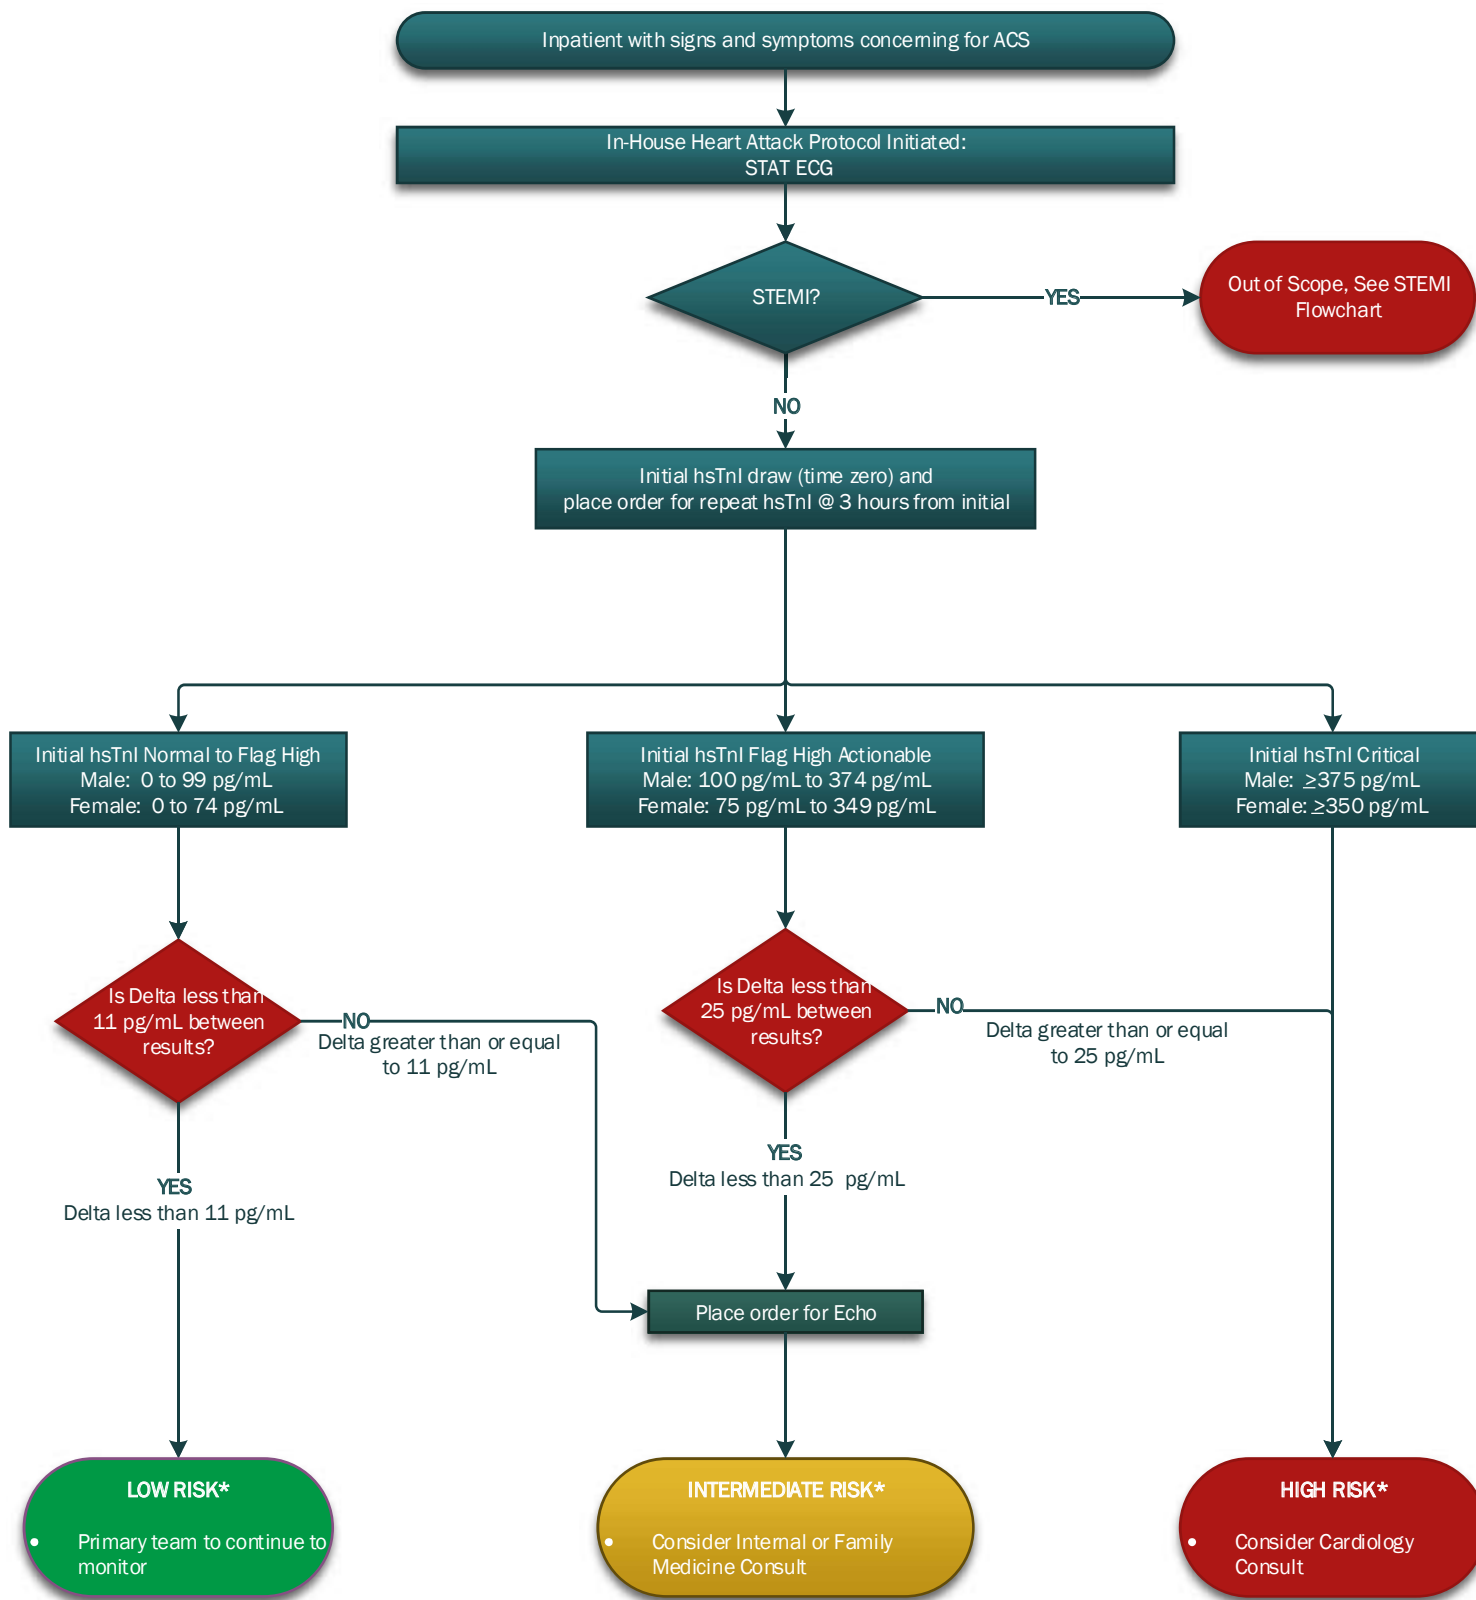 Inpatient with signs and symptoms concerning for ACS
In-House Heart Attack Protocol Initiated:
STAT ECG
STEMI?
YES
Out of Scope, See STEMI
Flowchart
NO
Initial hsTnI draw (time zero) and
place order for repeat hsTnI @ 3 hours from initial
Initial hsTnI Normal to Flag High
Male: 0 to 99 pg/mL
Female: 0 to 74 pg/mL
Initial hsTnI Flag High Actionable
Male: 100 pg/mL to 374 pg/mL
Female: 75 pg/mL to 349 pg/mL
Initial hsTnI Critical
Male: ≥375 pg/mL
Female: ≥350 pg/mL
Is Delta less than
11 pg/mL between
results?
NO
Delta greater than or equal
to 11 pg/mL
Is Delta less than
25 pg/mL between
results?
NO
Delta greater than or equal
to 25 pg/mL
YES
Delta less than 11 pg/mL
YES
Delta less than 25 pg/mL
Place order for Echo
LOW RISK*
• Primary team to continue to
monitor
INTERMEDIATE RISK*
• Consider Internal or Family
Medicine Consult
HIGH RISK*
• Consider Cardiology
Consult